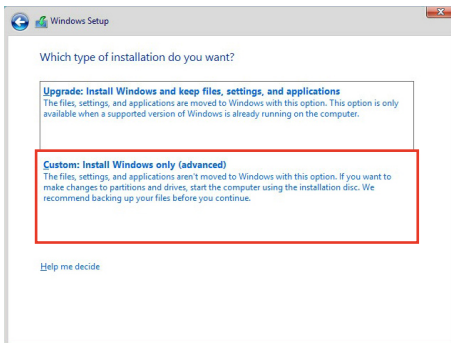 Windows Setup
Which type of installation do you want?
Upgrade: Install Windows and keep files, settings, and applications
The files, settings, and applications are moved to Windows with this option. This option is only
available when a supported version of Windows is already running on the computer.
Custom: Install Windows only (advanced)
The files, settings, and applications aren't moved to Windows with this option. If you want to
make changes to partitions and drives, start the computer using the installation disc. We
recommend backing up your files before you continue.
Help me decide